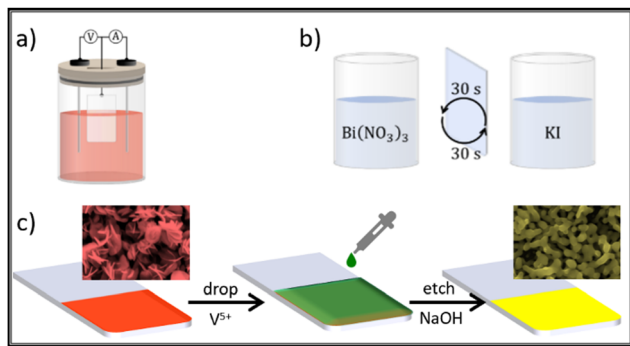 a)
V A
b)
30 s
Bi(NO₃)₃
KI
30 s
c)
drop
V⁵⁺
etch
NaOH